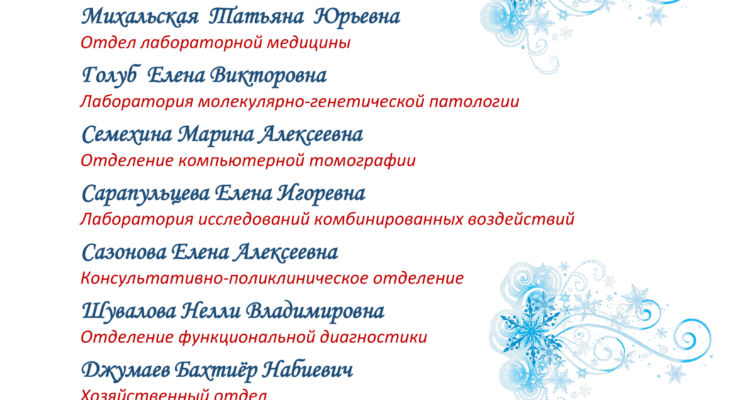 Михальская Татьяна Юрьевна
Отдел лабораторной медицины
Голуб Елена Викторовна
Лаборатория молекулярно-генетической патологии
Семехина Марина Алексеевна
Отделение компьютерной томографии
Сарапульцева Елена Игоревна
Лаборатория исследований комбинированных воздействий
Сазонова Елена Алексеевна
Консультативно-поликлиническое отделение
Шувалова Нелли Владимировна
Отделение функциональной диагностики
Джумаев Бахтиёр Набиевич
Хозяйственный отдел